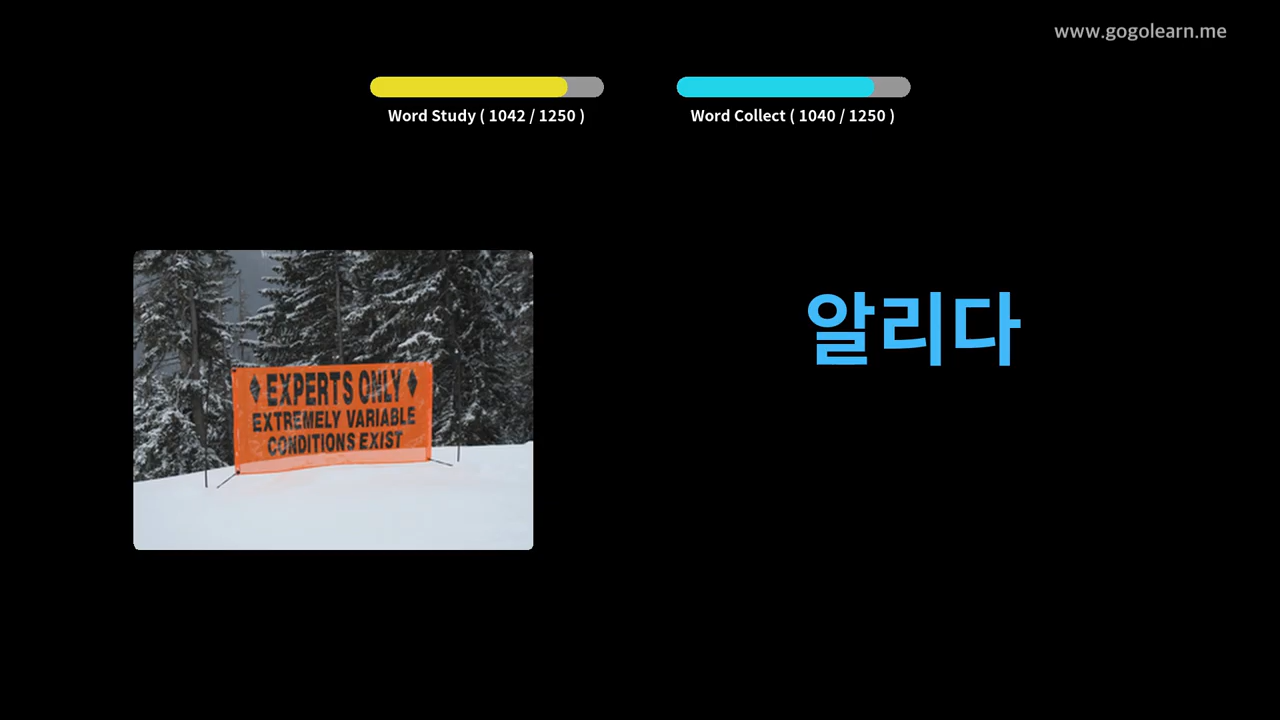 www.gogolearn.me
Word Study ( 1042 / 1250 )
Word Collect ( 1040 / 1250 )
EXPERTS ONLY
EXTREMELY VARIABLE
CONDITIONS EXIST
알리다